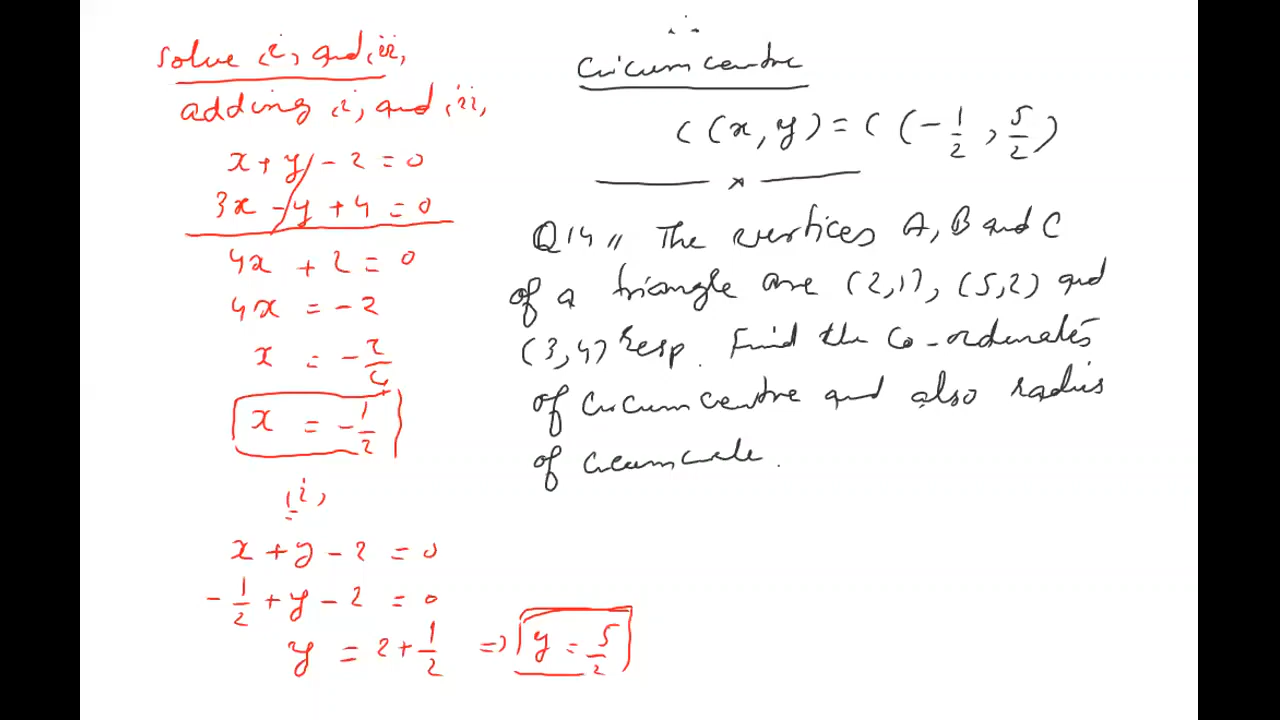 solve (i) and (ii)
adding (i) and (ii),
x + y - 2 = 0
3x - y + 4 = 0
4x + 2 = 0
4x = -2
x = -2/4
x = -1/2
(i)
x + y - 2 = 0
-1/2 + y - 2 = 0
y = 2 + 1/2 => y = 5/2
∴
Circumcentre
C (x, y) = C (-1/2, 5/2)
x
Q14,, The vertices A, B and C
of a triangle are (2,1), (5,2) and
(3,4) resp. Find the Co-ordinates
of circumcentre and also radius
of circumcircle.